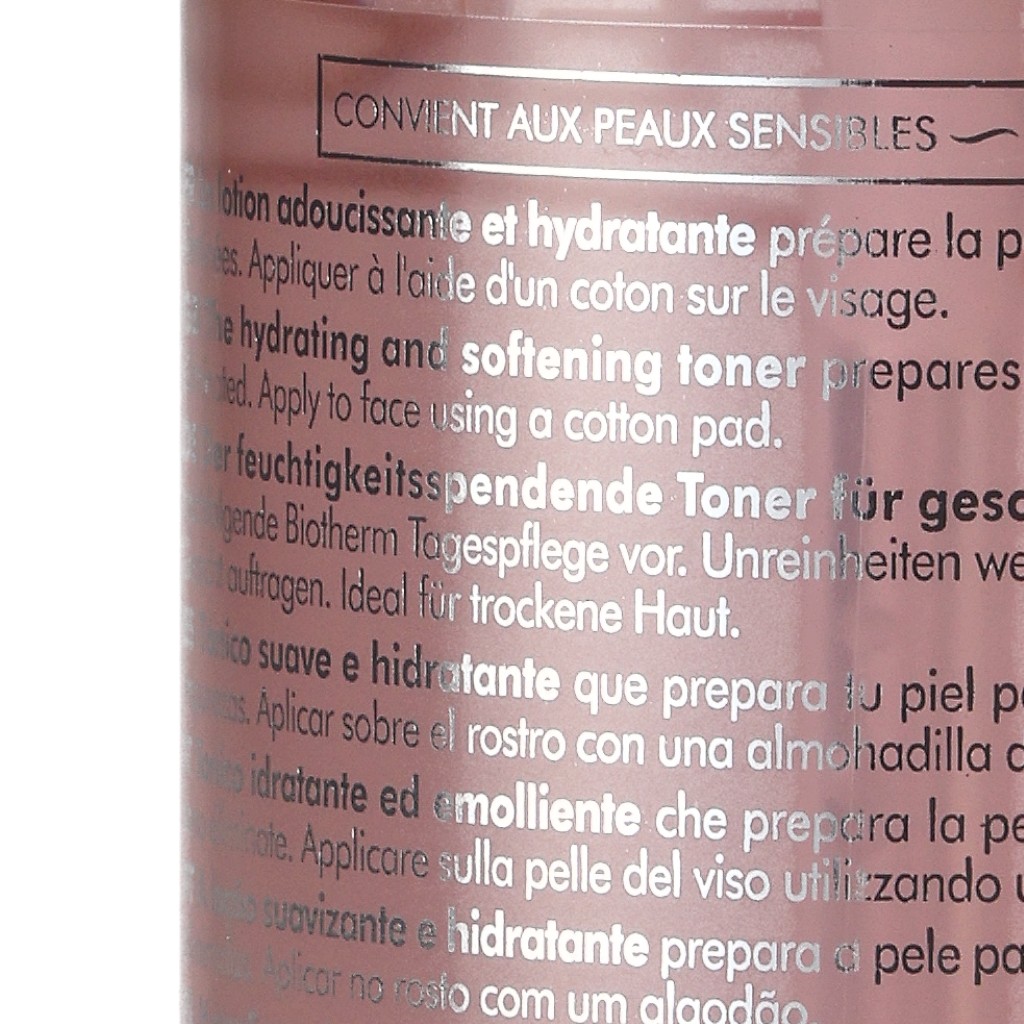 CONVIENT AUX PEAUX SENSIBLES
lotion adoucissante et hydratante prépare la p
Appliquer à l'aide d'un coton sur le visage.
The hydrating and softening toner prepares
Apply to face using a cotton pad.
Der feuchtigkeitsspendende Toner für gesc
Biotherm Tagespflege vor. Unreinheiten we
auftragen. Ideal für trockene Haut.
suave e hidratante que prepara tu piel p
Aplicar sobre el rostro con una almohadilla
idratante ed emolliente che prepara la pe
Applicare sulla pelle del viso utilizzando
suavizante e hidratante prepara a pele pa
Aplicar no rosto com um algodão.